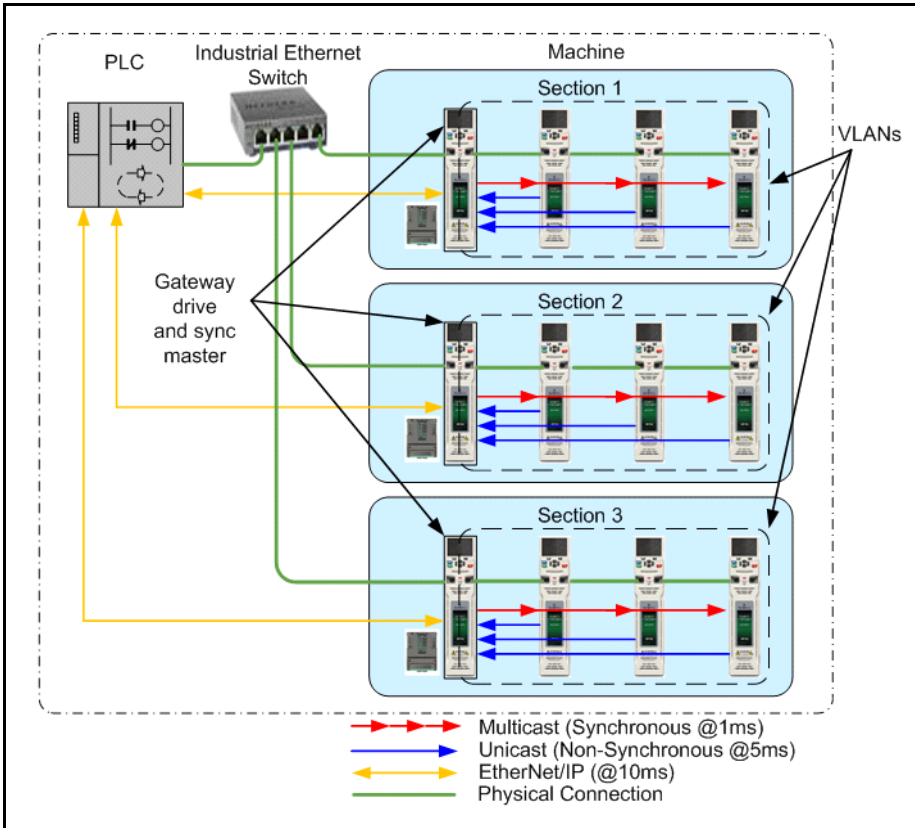 PLC
Industrial Ethernet
Switch
Machine
Section 1
VLANs
Gateway
drive
and sync
master
Section 2
Section 3
Multicast (Synchronous @1ms)
Unicast (Non-Synchronous @5ms)
EtherNet/IP (@10ms)
Physical Connection